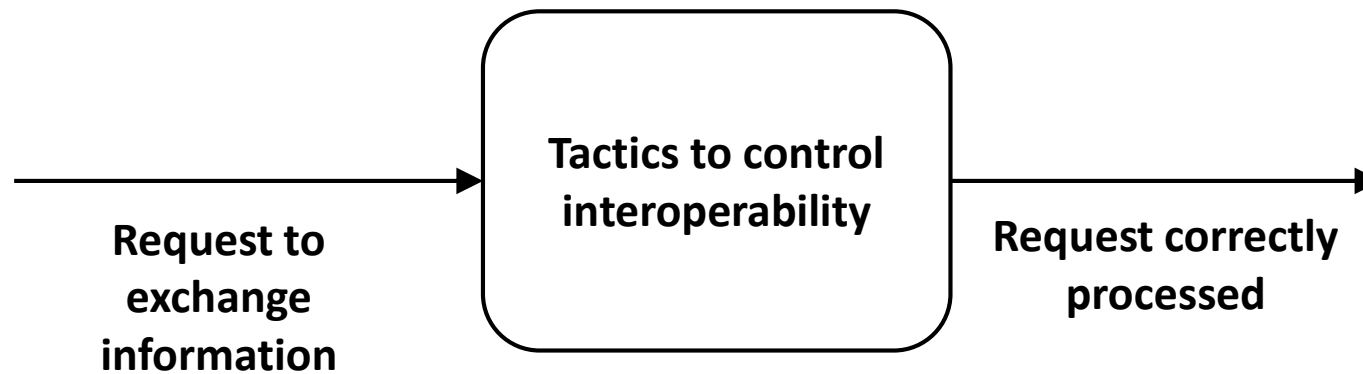 Tactics to control
interoperability
Request to
exchange
information
Request correctly
processed